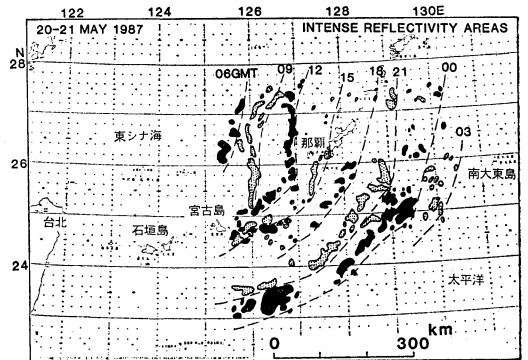 122 124 126 128 130E
20-21 MAY 1987 INTENSE REFLECTIVITY AREAS
N
28
06GMT 09 12 15 18 21 00
03
東シナ海
那覇
26
南大東島
宮古島
台北
石垣島
24
太平洋
km
0 300